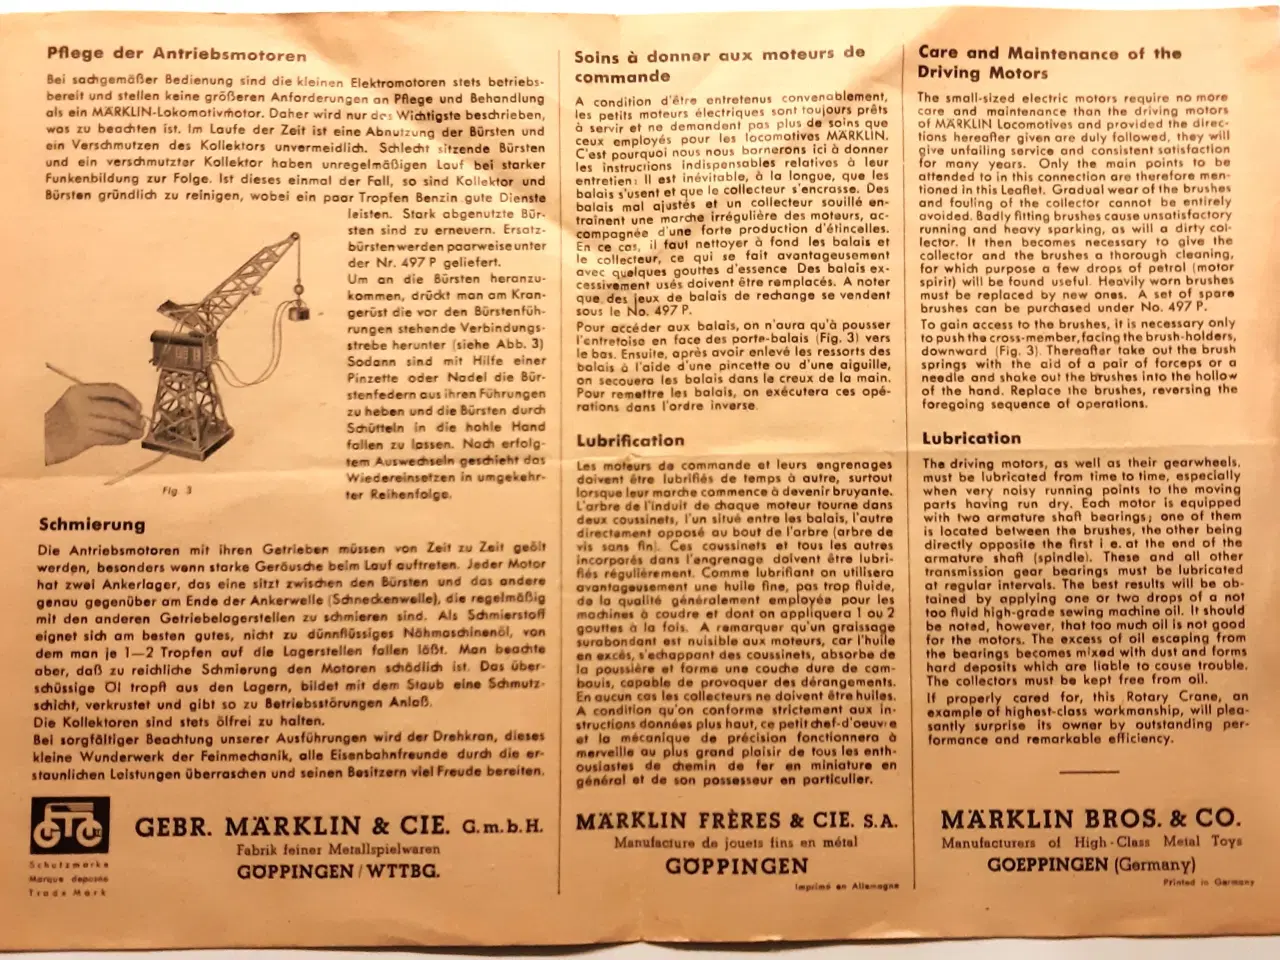 Pflege der Antriebsmotoren
Bei sachgemäßer Bedienung sind die kleinen Elektromotoren stets betriebs-
bereit und stellen keine größeren Anforderungen an Pflege und Behandlung
als ein MÄRKLIN-Lokomotivmotor. Daher wird nur das Wichtigste beschrieben,
was zu beachten ist. Im Laufe der Zeit ist eine Abnutzung der Bürsten und
ein Verschmutzen des Kollektors unvermeidlich. Schlecht sitzende Bürsten
und ein verschmutzter Kollektor haben unregelmäßigen Lauf bei starker
Funkenbildung zur Folge. Ist dieses einmal der Fall, so sind Kollektor und
Bürsten gründlich zu reinigen, wobei ein paar Tropfen Benzin gute Dienste
leisten. Stark abgenutzte Bür-
sten sind zu erneuern. Ersatz-
bürsten werden paarweise unter
der Nr. 497 P geliefert.
Um an die Bürsten heranzu-
kommen, drückt man am Kran-
gerüst die vor den Bürstenfüh-
rungen stehende Verbindungs-
strebe herunter (siehe Abb. 3)
Sodann sind mit Hilfe einer
Pinzette oder Nadel die Bür-
stenfedern aus ihren Führungen
zu heben und die Bürsten durch
Schütteln in die hohle Hand
fallen zu lassen. Nach erfolg-
tem Auswechseln geschieht das
Wiedereinsetzen in umgekehr-
ter Reihenfolge.
Fig 3
Schmierung
Die Antriebsmotoren mit ihren Getrieben müssen von Zeit zu Zeit geölt
werden, besonders wenn starke Geräusche beim Lauf auftreten. Jeder Motor
hat zwei Ankerlager, das eine sitzt zwischen den Bürsten und das andere
genau gegenüber am Ende der Ankerwelle (Schneckenwelle), die regelmäßig
mit den anderen Getriebelagerstellen zu schmieren sind. Als Schmierstoff
eignet sich am besten gutes, nicht zu dünnflüssiges Nähmaschinenöl, von
dem man je 1—2 Tropfen auf die Lagerstellen fallen läßt. Man beachte
aber, daß zu reichliche Schmierung den Motoren schädlich ist. Das über-
schüssige Öl tropft aus den Lagern, bildet mit dem Staub eine Schmutz-
schicht, verkrustet und gibt so zu Betriebsstörungen Anlaß.
Die Kollektoren sind stets ölfrei zu halten.
Bei sorgfältiger Beachtung unserer Ausführungen wird der Drehkran, dieses
kleine Wunderwerk der Feinmechanik, alle Eisenbahnfreunde durch die er-
staunlichen Leistungen überraschen und seinen Besitzern viel Freude bereiten.
Schutzmarke
Marque déposée
Trade Mark
GEBR. MÄRKLIN & CIE. G.m.b.H.
Fabrik feiner Metallspielwaren
GÖPPINGEN/WTTBG.
Soins à donner aux moteurs de
commande
A condition d'être entretenus convenablement,
les petits moteurs électriques sont toujours prêts
à servir et ne demandent pas plus de soins que
ceux employés pour les locomotives MÄRKLIN.
C'est pourquoi nous nous bornerons ici à donner
les instructions indispensables relatives à leur
entretien: Il est inévitable, à la longue, que les
balais s'usent et que le collecteur s'encrasse. Des
balais mal ajustés et un collecteur souillé en-
traînent une marche irrégulière des moteurs, ac-
compagnée d'une forte production d'étincelles.
En ce cas, il faut nettoyer à fond les balais et
le collecteur, ce qui se fait avantageusement
avec quelques gouttes d'essence Des balais ex-
cessivement usés doivent être remplacés. A noter
que des jeux de balais de rechange se vendent
sous le No. 497 P.
Pour accéder aux balais, on n'aura qu'à pousser
l'entretoise en face des porte-balais (Fig. 3) vers
le bas. Ensuite, après avoir enlevé les ressorts des
balais à l'aide d'une pincette ou d'une aiguille,
on secouera les balais dans le creux de la main.
Pour remettre les balais, on exécutera ces opé-
rations dans l'ordre inverse.
Lubrification
Les moteurs de commande et leurs engrenages
doivent être lubrifiés de temps à autre, surtout
lorsque leur marche commence à devenir bruyante.
L'arbre de l'induit de chaque moteur tourne dans
deux coussinets, l'un situé entre les balais, l'autre
directement opposé au bout de l'arbre (arbre de
vis sans fin). Ces coussinets et tous les autres
incorporés dans l'engrenage doivent être lubri-
fiés régulièrement. Comme lubrifiant on utilisera
avantageusement une huile fine, pas trop fluide,
de la qualité généralement employée pour les
machines à coudre et dont on appliquera 1 ou 2
gouttes à la fois. A remarquer qu'un graissage
surabondant est nuisible aux moteurs, car l'huile
en excés, s'echappant des coussinets, absorbe de
la poussière et forme une couche dure de cam-
bouis, capable de provoquer des dérangements.
En aucun cas les collecteurs ne doivent être huiles.
A condition qu'on conforme strictement aux in-
structions données plus haut, ce petit chef-d'oeuvre
et la mécanique de précision fonctionnera à
merveille au plus grand plaisir de tous les enth-
ousiastes de chemin de fer en miniature en
général et de son possesseur en particulier.
MÄRKLIN FRÈRES & CIE. S.A.
Manufacture de jouets fins en métal
GÖPPINGEN
Imprimé en Allemagne
Care and Maintenance of the
Driving Motors
The small-sized electric motors require no more
care and maintenance than the driving motors
of MÄRKLIN Locomotives and provided the direc-
tions hereafter given are duly followed, they will
give unfailing service and consistent satisfaction
for many years. Only the main points to be
attended to in this connection are therefore men-
tioned in this Leaflet. Gradual wear of the brushes
and fouling of the collector cannot be entirely
avoided. Badly fitting brushes cause unsatisfactory
running and heavy sparking, as will a dirty col-
lector. It then becomes necessary to give the
collector and the brushes a thorough cleaning,
for which purpose a few drops of petrol (motor
spirit) will be found useful. Heavily worn brushes
must be replaced by new ones. A set of spare
brushes can be purchased under No. 497 P.
To gain access to the brushes, it is necessary only
to push the cross-member, facing the brush-holders,
downward (Fig. 3). Thereafter take out the brush
springs with the aid of a pair of forceps or a
needle and shake out the brushes into the hollow
of the hand. Replace the brushes, reversing the
foregoing sequence of operations.
Lubrication
The driving motors, as well as their gearwheels,
must be lubricated from time to time, especially
when very noisy running points to the moving
parts having run dry. Each motor is equipped
with two armature shaft bearings; one of them
is located between the brushes, the other being
directly opposite the first i e. at the end of the
armature shaft (spindle). These and all other
transmission gear bearings must be lubricated
at regular intervals. The best results will be ob-
tained by applying one or two drops of a not
too fluid high-grade sewing machine oil. It should
be noted, however, that too much oil is not good
for the motors. The excess of oil escaping from
the bearings becomes mixed with dust and forms
hard deposits which are liable to cause trouble.
The collectors must be kept free from oil.
If properly cared for, this Rotary Crane, an
example of highest-class workmanship, will plea-
santly surprise its owner by outstanding per-
formance and remarkable efficiency.
MÄRKLIN BROS. & CO.
Manufacturers of High-Class Metal Toys
GOEPPINGEN (Germany)
Printed in Germany